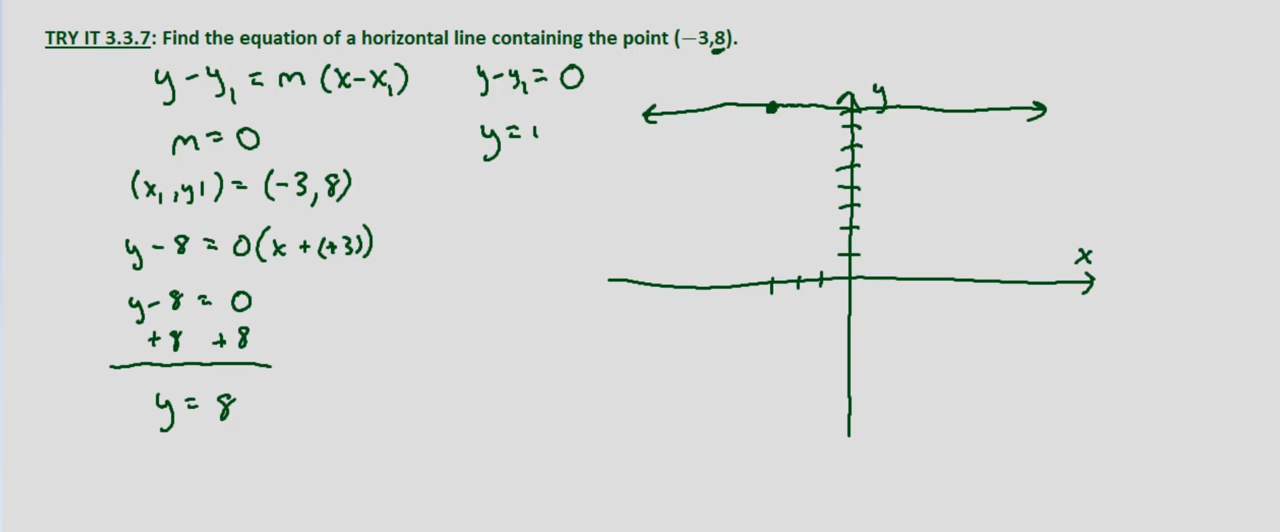 TRY IT 3.3.7: Find the equation of a horizontal line containing the point (−3,8).
y - y₁ = m (x-x₁)
m = 0
(x₁, y1) = (-3, 8)
y - 8 = 0(x + (+3))
y - 8 = 0
+8 +8
y = 8
y-y₁ = 0
y =
y
x